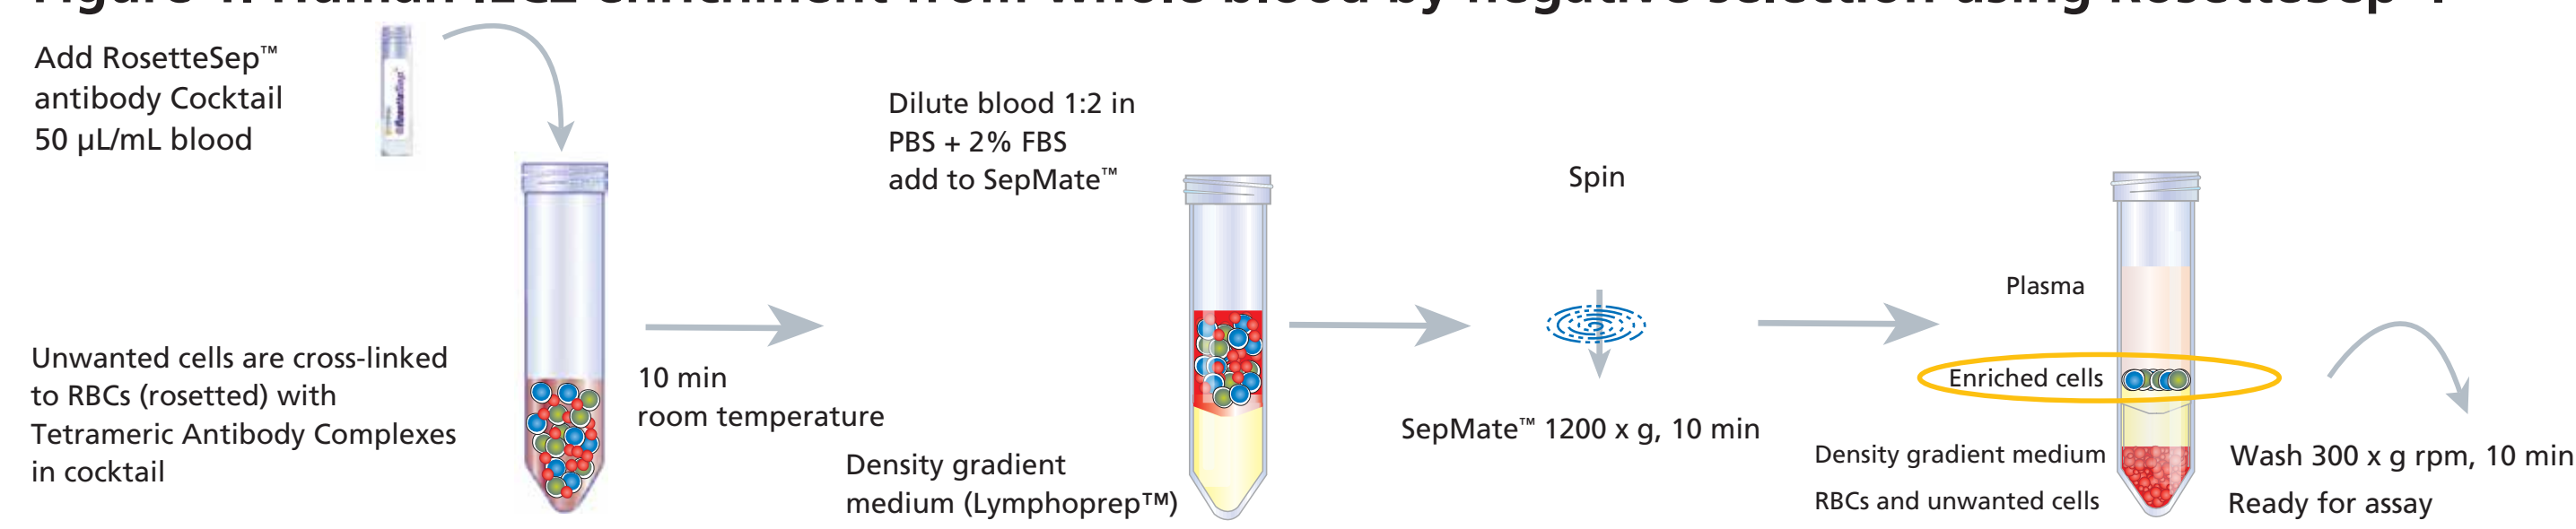 Add RosetteSep™
antibody Cocktail
50 µL/mL blood
Unwanted cells are cross-linked
to RBCs (rosetted) with
Tetrameric Antibody Complexes
in cocktail
10 min
room temperature
Dilute blood 1:2 in
PBS + 2% FBS
add to SepMate™
Density gradient
medium (Lymphoprep™)
Spin
SepMate™ 1200 x g, 10 min
Plasma
Enriched cells
Density gradient medium
RBCs and unwanted cells
Wash 300 x g rpm, 10 min
Ready for assay